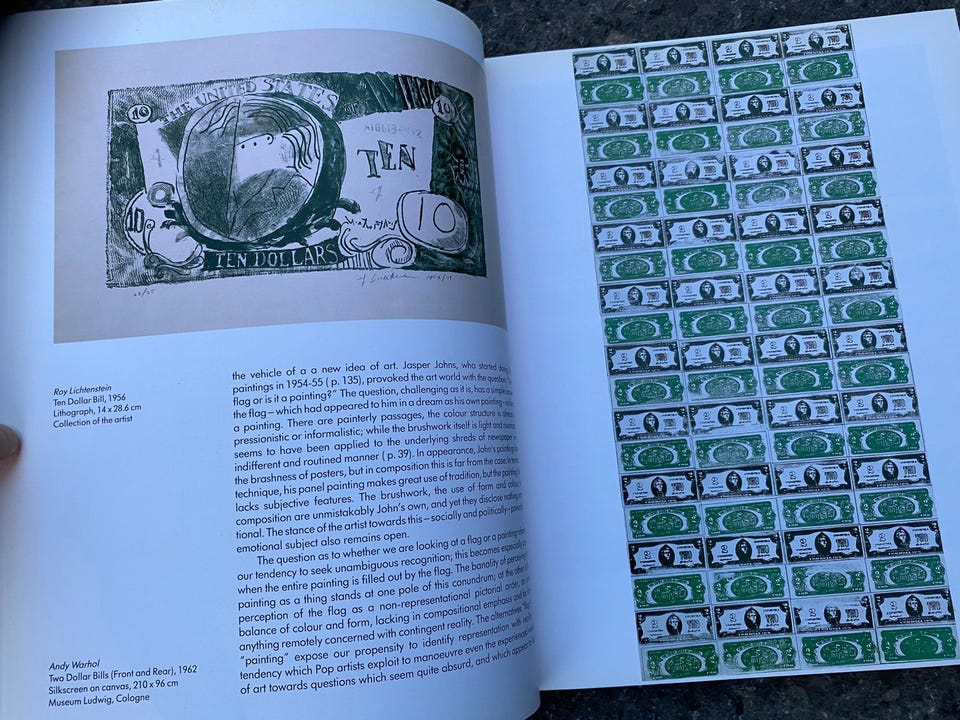 10
THE UNITED STATES
10
4
TEN
10
10
TEN DOLLARS
Roy Lichtenstein
Ten Dollar Bill, 1956
Lithograph, 14 x 28.6 cm
Collection of the artist
the vehicle of a a new idea of art. Jasper Johns, who started doing
paintings in 1954-55 ( p. 135), provoked the art world with the question
flag or is it a painting?" The question, challenging as it is, has a simple
the flag – which had appeared to him in a dream as his own painting –
a painting. There are painterly passages, the colour structure is almost
pressionistic or informalistic; while the brushwork itself is light and
seems to have been applied to the underlying shreds of newspaper
indifferent and routined manner ( p. 39). In appearance, John's painting
the brashness of posters, but in composition this is far from the case. In
technique, his panel painting makes great use of tradition, but the painting
lacks subjective features. The brushwork, the use of form and colour
composition are unmistakably John's own, and yet they disclose nothing
tional. The stance of the artist towards this – socially and politically –
emotional subject also remains open.
The question as to whether we are looking at a flag or a painting
our tendency to seek unambiguous recognition; this becomes especially
when the entire painting is filled out by the flag. The banality of perceiving
painting as a thing stands at one pole of this conundrum; at the other
perception of the flag as a non-representational pictorial order, an
balance of colour and form, lacking in compositional emphasis and
anything remotely concerned with contingent reality. The alternatives "flag"
"painting" expose our propensity to identify representation with
tendency which Pop artists exploit to manoeuvre even the experienced
of art towards questions which seem quite absurd, and which appear
Andy Warhol
Two Dollar Bills (Front and Rear), 1962
Silkscreen on canvas, 210 x 96 cm
Museum Ludwig, Cologne